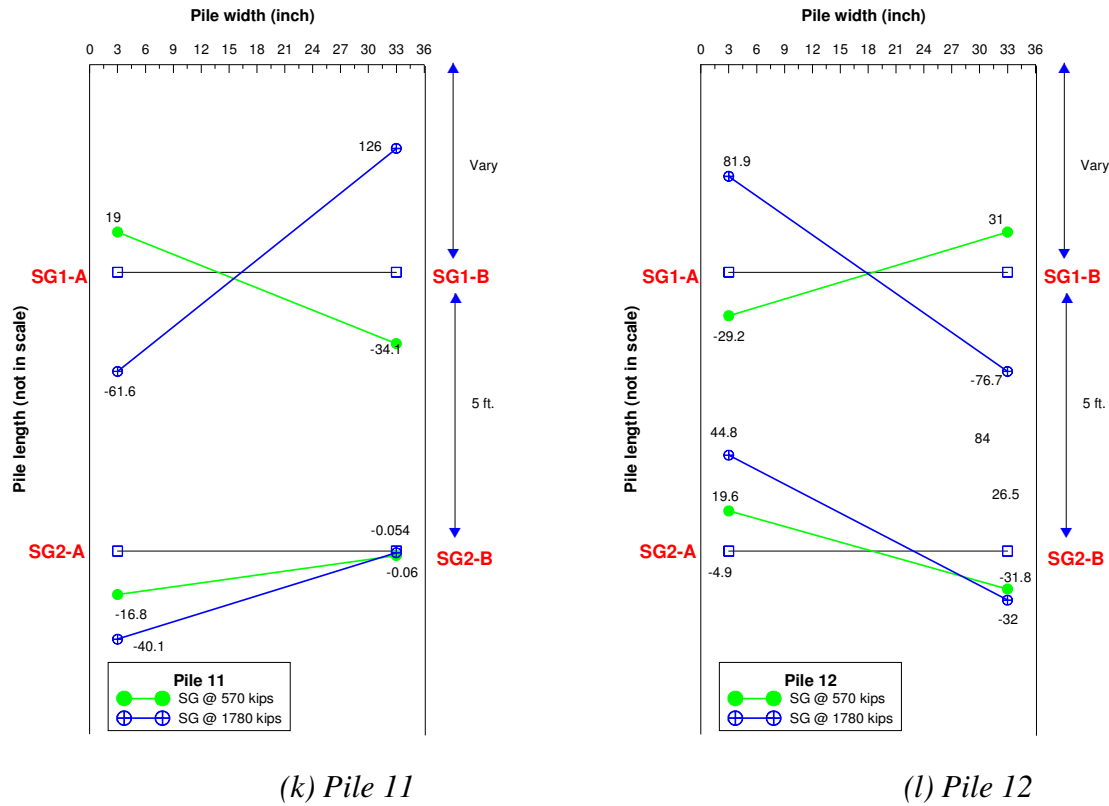 Pile width (inch)
0 3 6 9 12 15 18 21 24 27 30 33 36
126
Vary
19
SG1-A
SG1-B
-34.1
-61.6
5 ft.
Pile length (not in scale)
-0.054
SG2-A
SG2-B
-0.06
-16.8
-40.1
Pile 11
SG @ 570 kips
SG @ 1780 kips
(k) Pile 11
Pile width (inch)
0 3 6 9 12 15 18 21 24 27 30 33 36
81.9
Vary
31
SG1-A
SG1-B
-29.2
-76.7
5 ft.
Pile length (not in scale)
44.8
84
19.6
26.5
SG2-A
SG2-B
-4.9
-31.8
-32
Pile 12
SG @ 570 kips
SG @ 1780 kips
(l) Pile 12